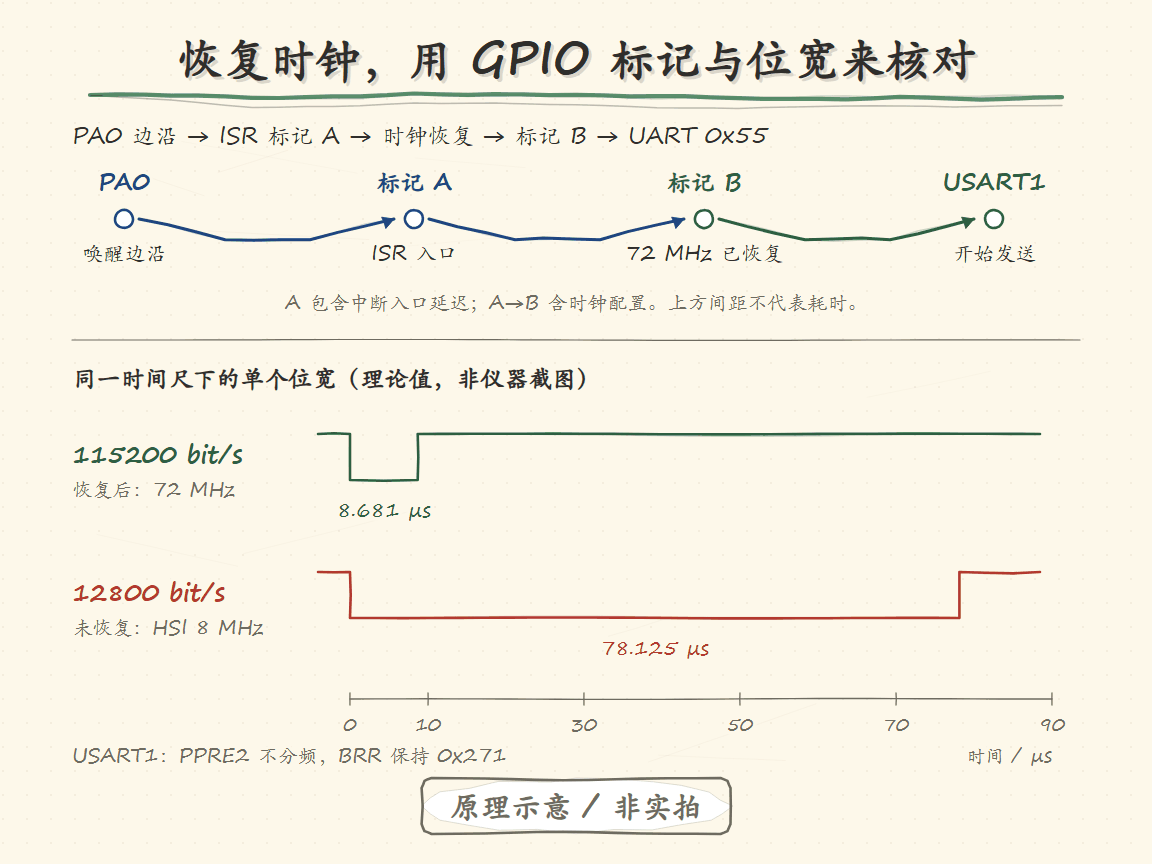 恢复时钟，用 GPIO 标记与位宽来核对
PA0 边沿 → ISR 标记 A → 时钟恢复 → 标记 B → UART 0x55
PA0 标记 A 标记 B USART1
唤醒边沿 ISR 入口 72 MHz 已恢复 开始发送
A 包含中断入口延迟；A→B 含时钟配置。上方间距不代表耗时。
同一时间尺下的单个位宽（理论值，非仪器截图）
115200 bit/s
恢复后：72 MHz
8.681 μs
12800 bit/s
未恢复：HSI 8 MHz
78.125 μs
0 10 30 50 70 90
USART1：PPRE2 不分频，BRR 保持 0x271 时间 / μs
原理示意 / 非实拍